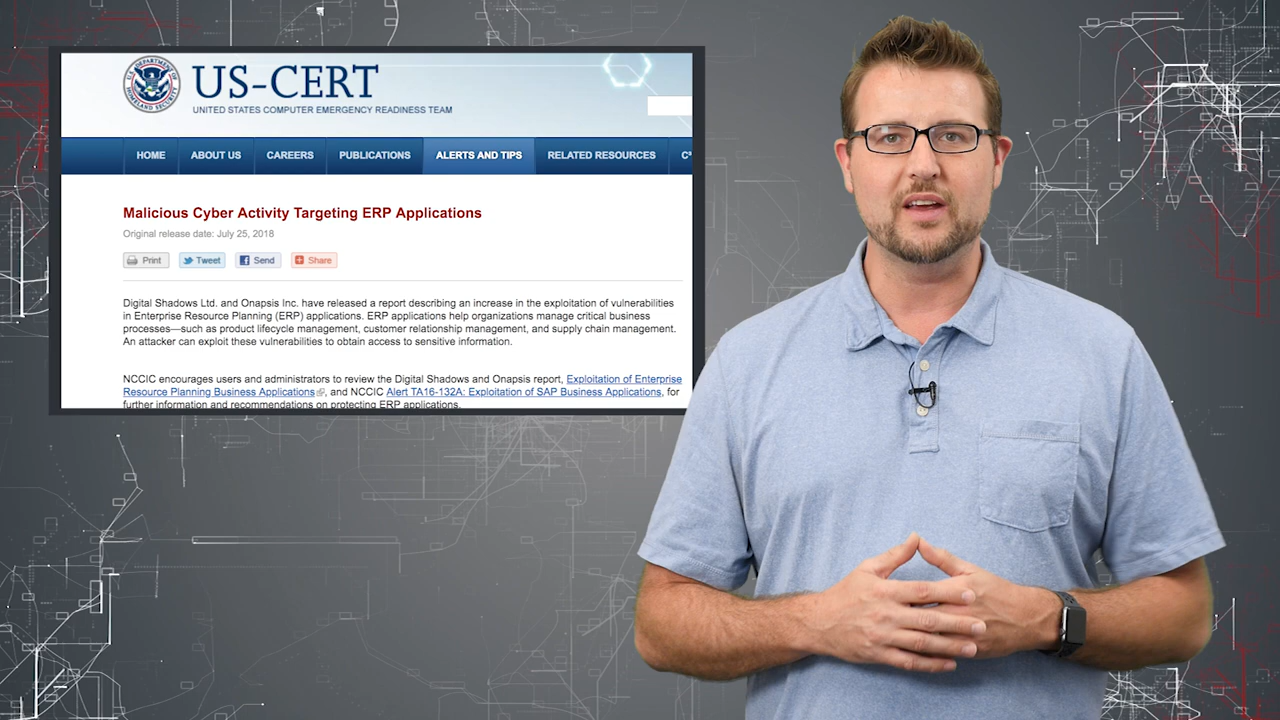 US-CERT
UNITED STATES COMPUTER EMERGENCY READINESS TEAM
HOME ABOUT US CAREERS PUBLICATIONS ALERTS AND TIPS RELATED RESOURCES
Malicious Cyber Activity Targeting ERP Applications
Original release date: July 25, 2018
Print Tweet Send Share
Digital Shadows Ltd. and Onapsis Inc. have released a report describing an increase in the exploitation of vulnerabilities
in Enterprise Resource Planning (ERP) applications. ERP applications help organizations manage critical business
processes—such as product lifecycle management, customer relationship management, and supply chain management.
An attacker can exploit these vulnerabilities to obtain access to sensitive information.
NCCIC encourages users and administrators to review the Digital Shadows and Onapsis report, Exploitation of Enterprise
Resource Planning Business Applications, and NCCIC Alert TA16-132A: Exploitation of SAP Business Applications, for
further information and recommendations on protecting ERP applications.